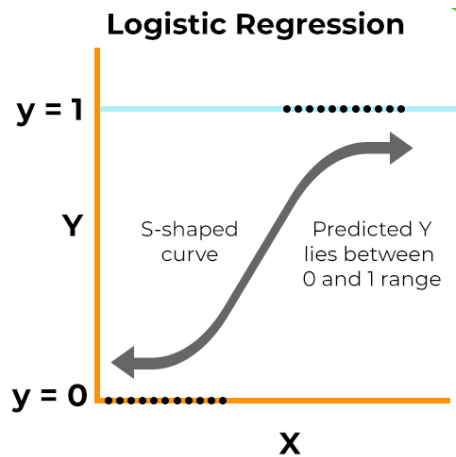 Logistic Regression
y = 1
Y
S-shaped
curve
Predicted Y
lies between
0 and 1 range
y = 0
X